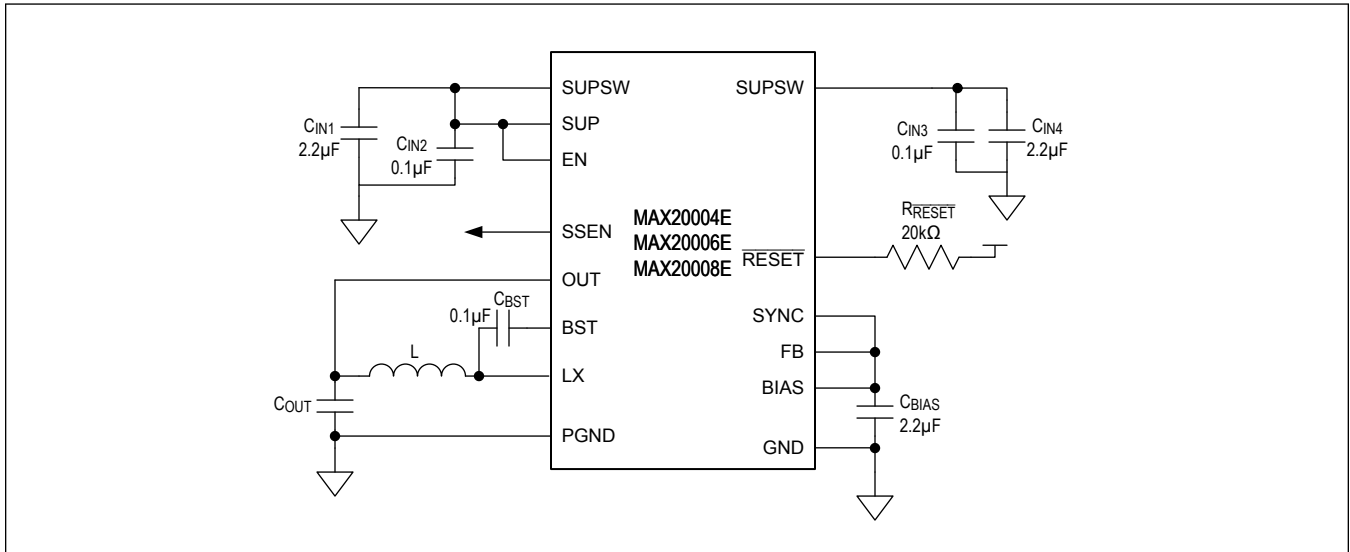 SUPSW
SUP
EN
SSEN
OUT
BST
LX
PGND
SUPSW
RESET
SYNC
FB
BIAS
GND
MAX20004E
MAX20006E
MAX20008E
CIN1
2.2µF
CIN2
0.1µF
CBST
0.1µF
L
COUT
CIN3
0.1µF
CIN4
2.2µF
RRESET
20kΩ
CBIAS
2.2µF